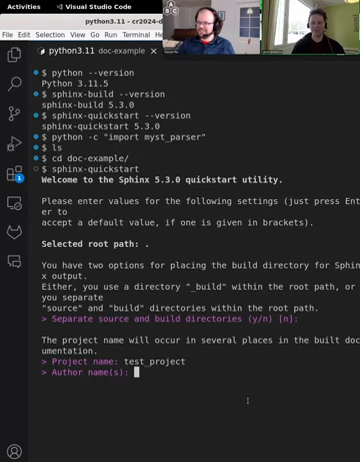 Activities
Visual Studio Code
python3.11 — cr2024-d
File Edit Selection View Go Run Terminal
python3.11 doc-example
$ python --version
Python 3.11.5
$ sphinx-build --version
sphinx-build 5.3.0
$ sphinx-quickstart --version
sphinx-quickstart 5.3.0
$ python -c "import myst_parser"
$ ls
$ cd doc-example/
$ sphinx-quickstart
Welcome to the Sphinx 5.3.0 quickstart utility.
Please enter values for the following settings (just press Ent
er to
accept a default value, if one is given in brackets).
Selected root path: .
You have two options for placing the build directory for Sphin
x output.
Either, you use a directory "_build" within the root path, or
you separate
"source" and "build" directories within the root path.
> Separate source and build directories (y/n) [n]:
The project name will occur in several places in the built doc
umentation.
> Project name: test_project
> Author name(s):
1